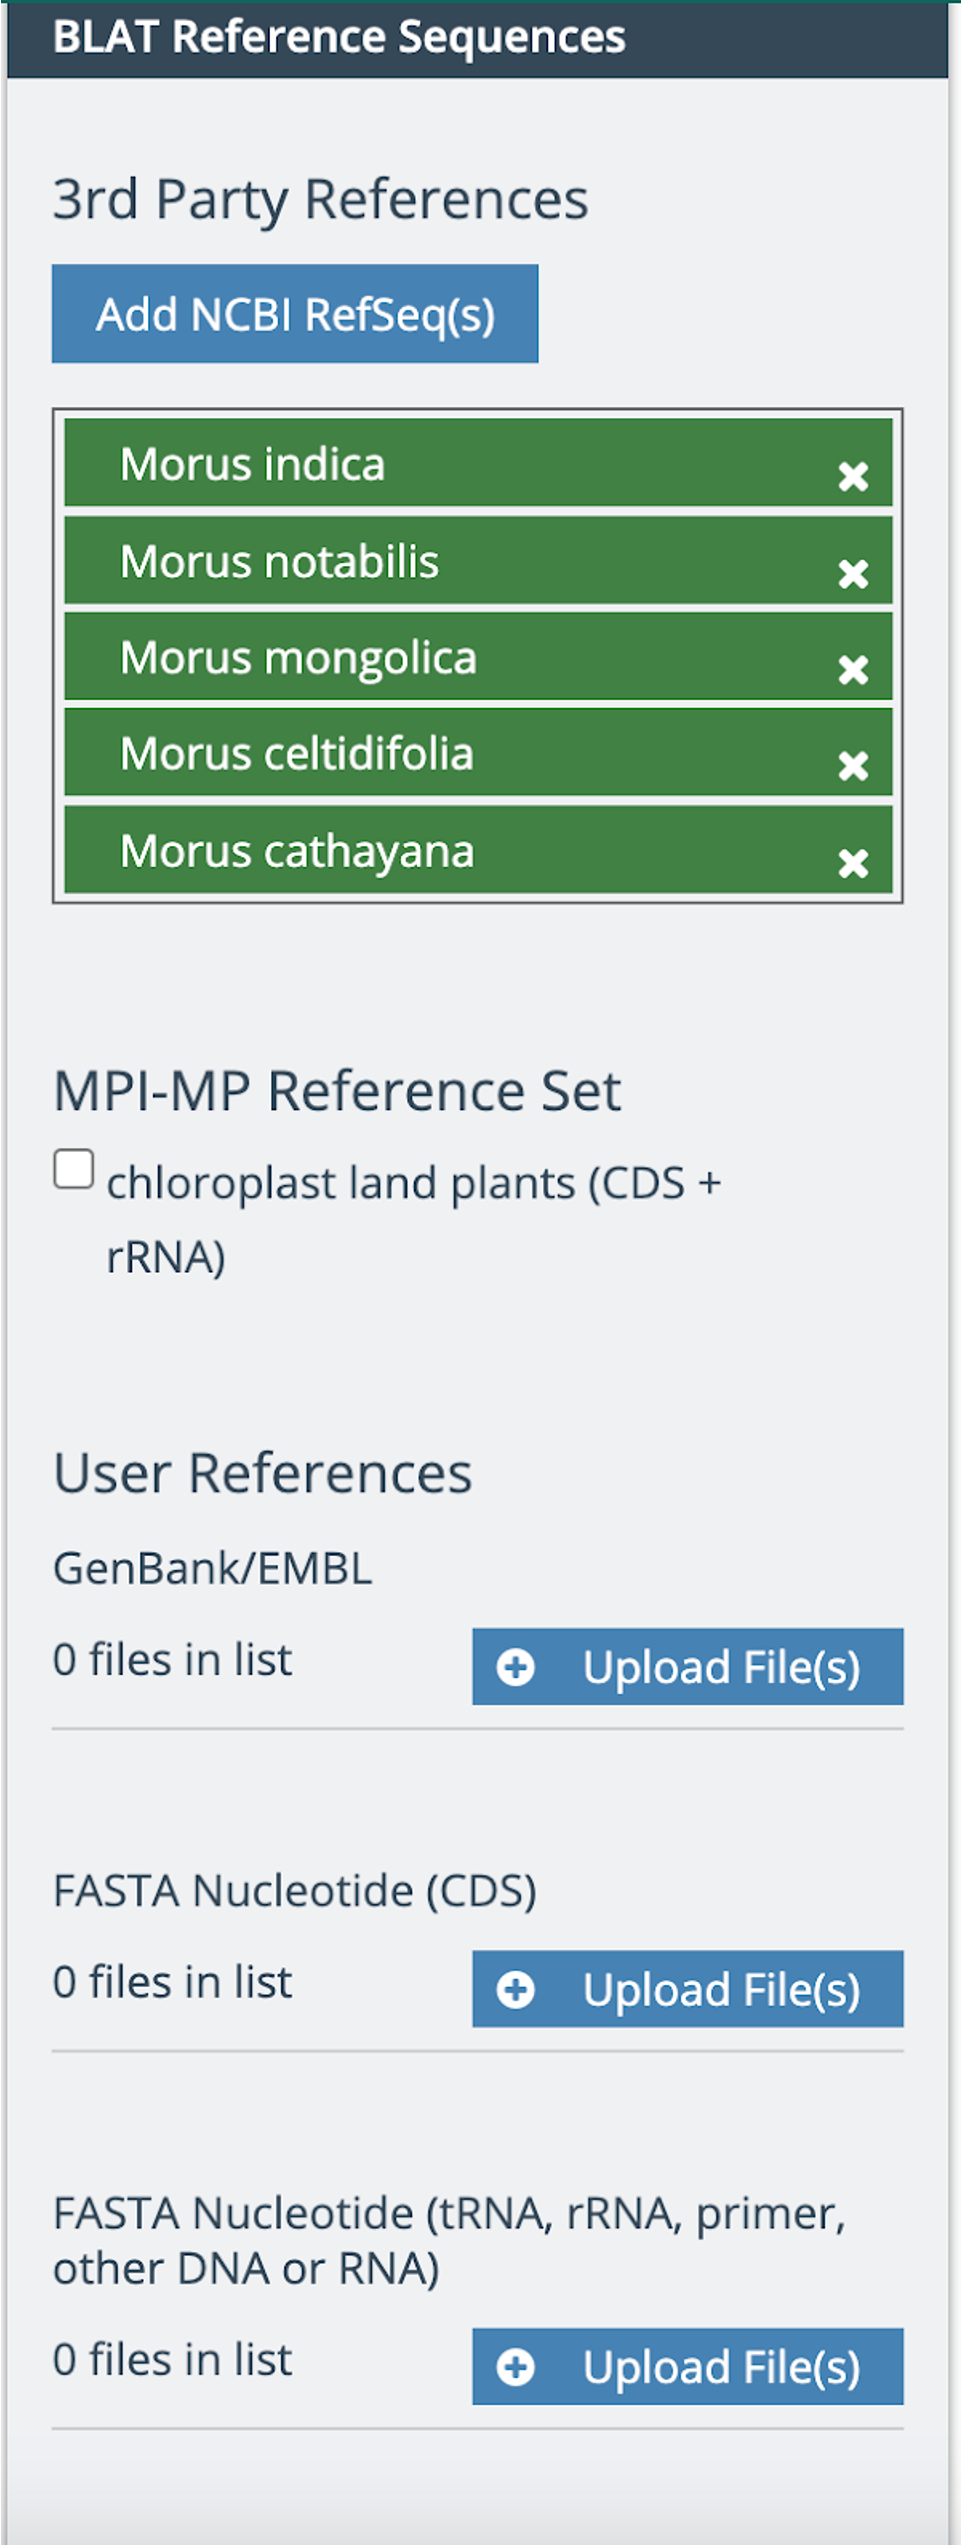 BLAT Reference Sequences
3rd Party References
Add NCBI RefSeq(s)
Morus indica
Morus notabilis
Morus mongolica
Morus celtidifolia
Morus cathayana
MPI-MP Reference Set
chloroplast land plants (CDS +
rRNA)
User References
GenBank/EMBL
0 files in list
Upload File(s)
FASTA Nucleotide (CDS)
0 files in list
Upload File(s)
FASTA Nucleotide (tRNA, rRNA, primer,
other DNA or RNA)
0 files in list
Upload File(s)